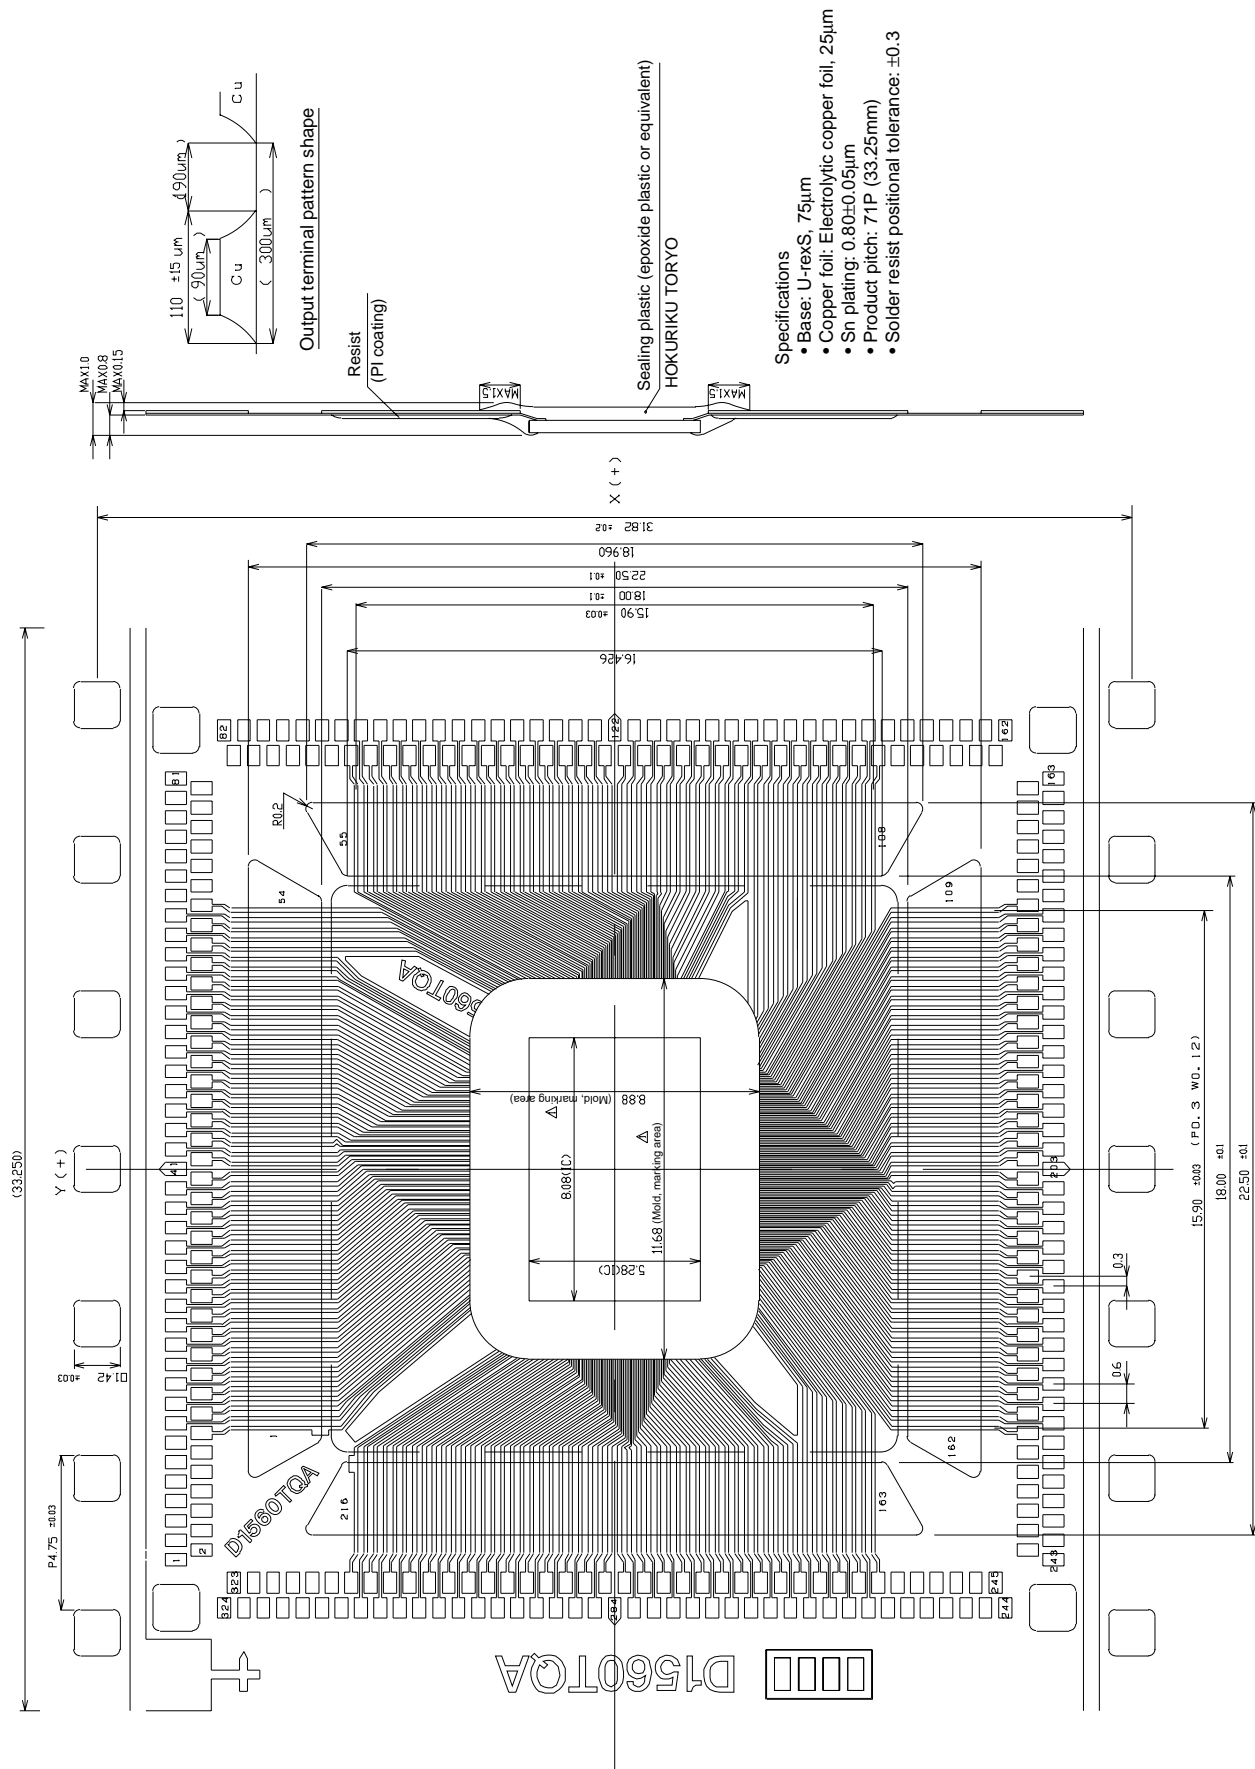 Cu
Cu
(90um)
110 ±15 um
(90um)
(300um)
Output terminal pattern shape
MAX1.0
MAX0.8
MAX0.15
Resist
(PI coating)
MAX1.5
MAX1.5
Sealing plastic (epoxide plastic or equivalent)
HOKURIKU TORYO
Specifications
• Base: U-rexS, 75µm
• Copper foil: Electrolytic copper foil, 25µm
• Sn plating: 0.80±0.05µm
• Product pitch: 71P (33.25mm)
• Solder resist positional tolerance: ±0.3
X (+)
31.82 ±0.2
18.960
22.50 ±0.1
18.00 ±0.1
15.90 ±0.03
16.426
(33.250)
Y (+)
82
122
162
81
163
R0.2
55
108
54
109
560TQA
8.88 (Mold, marking area)
8.08(IC)
11.68 (Mold, marking area)
5.28(IC)
41
203
15.90 ±0.03 (P0. 3 W0. 12)
18.00 ±0.1
22.50 ±0.1
0.3
0.6
□1.42 ±0.03
P4.75 ±0.03
1
162
216
163
D1560TQA
1
2
243
323
245
324
284
244
D1560TQA